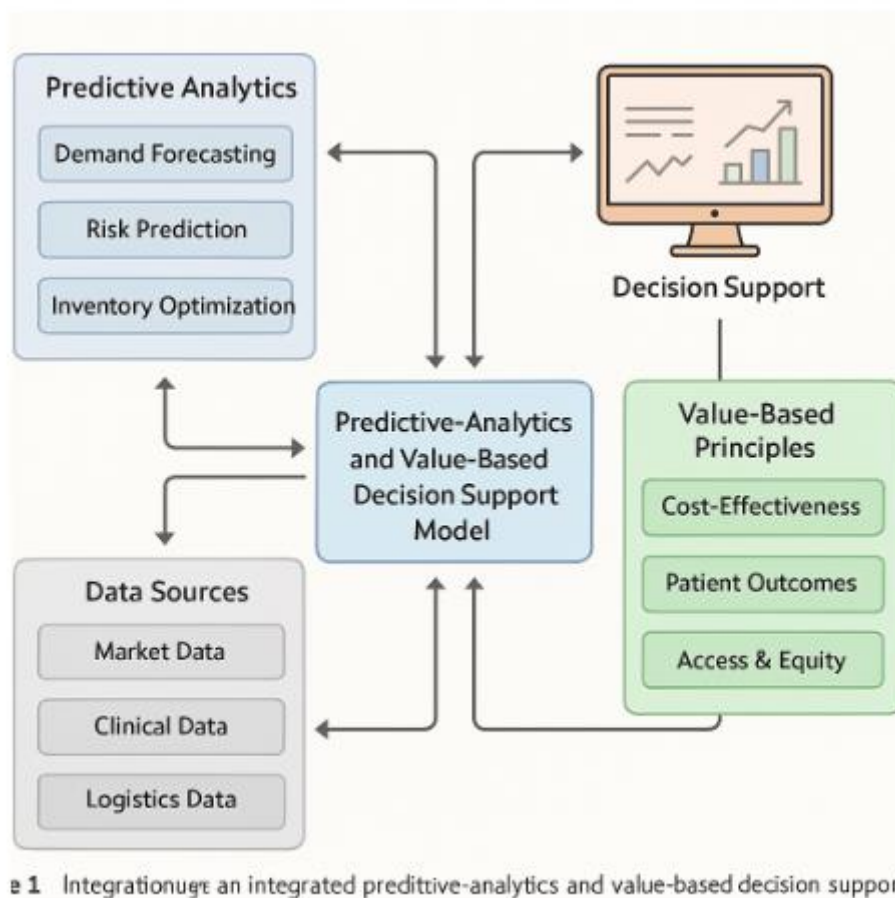 Predictive Analytics
Demand Forecasting
Risk Prediction
Inventory Optimization
Decision Support
Predictive-Analytics
and Value-Based
Decision Support
Model
Value-Based
Principles
Cost-Effectiveness
Patient Outcomes
Access & Equity
Data Sources
Market Data
Clinical Data
Logistics Data
e 1 an integrated predittive-analytics and value-based decision suppor